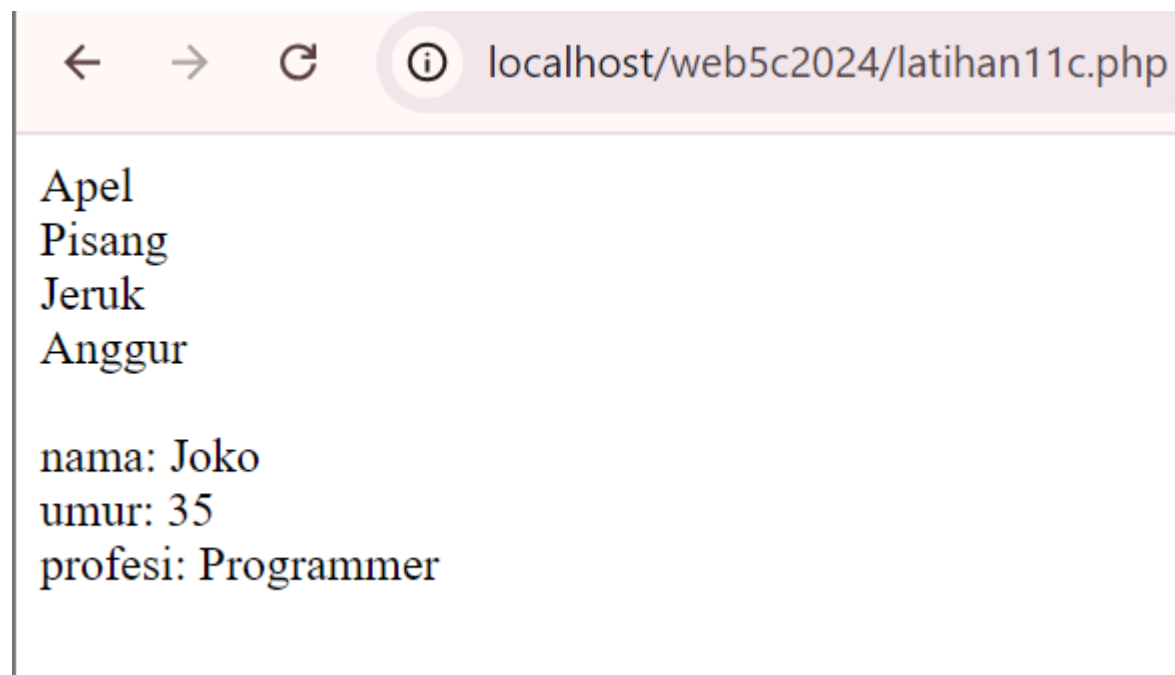 localhost/web5c2024/latihan11c.php
Apel
Pisang
Jeruk
Anggur
nama: Joko
umur: 35
profesi: Programmer